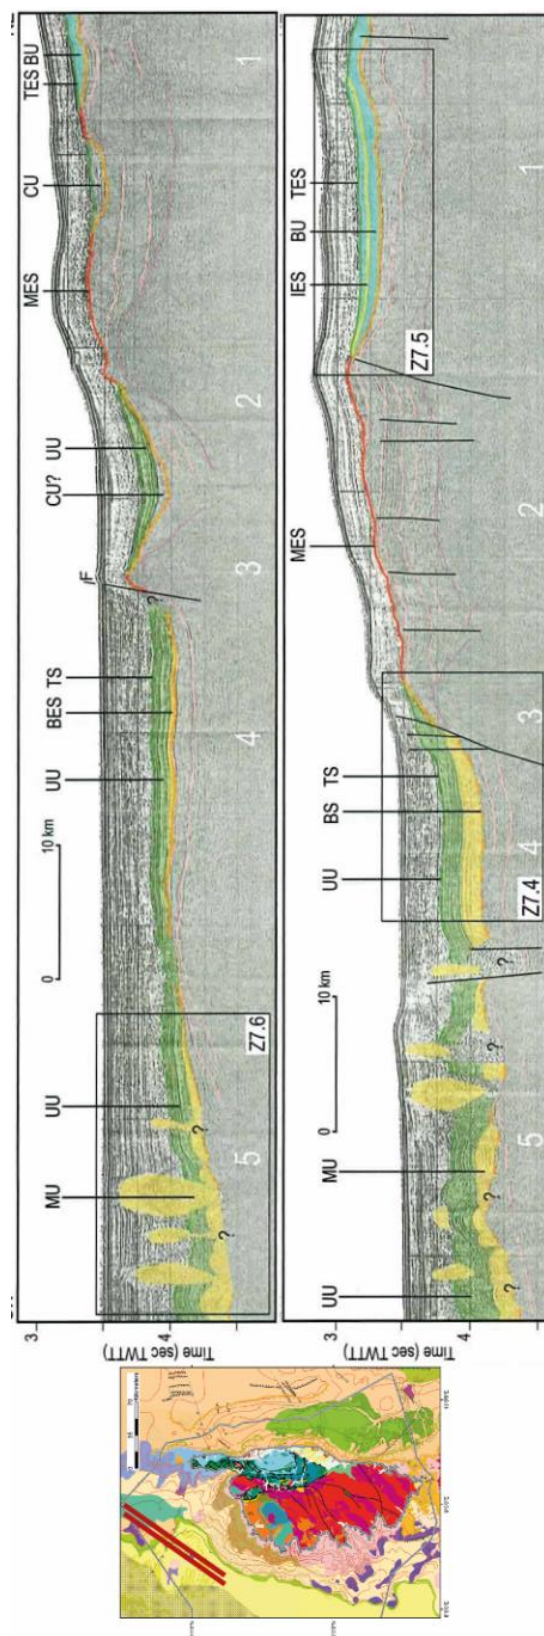 TES BU
CU
MES
UU
CU?
/F
?
TS
BES
UU
10 km
0
Z7.6
UU
MU
?
?
1
2
3
4
5
3
4
Time (sec TWTT)
TES
BU
IES
Z7.5
MES
TS
BS
UU
Z7.4
?
10 km
0
?
MU
?
UU
?
1
2
3
4
5
3
4
Time (sec TWTT)